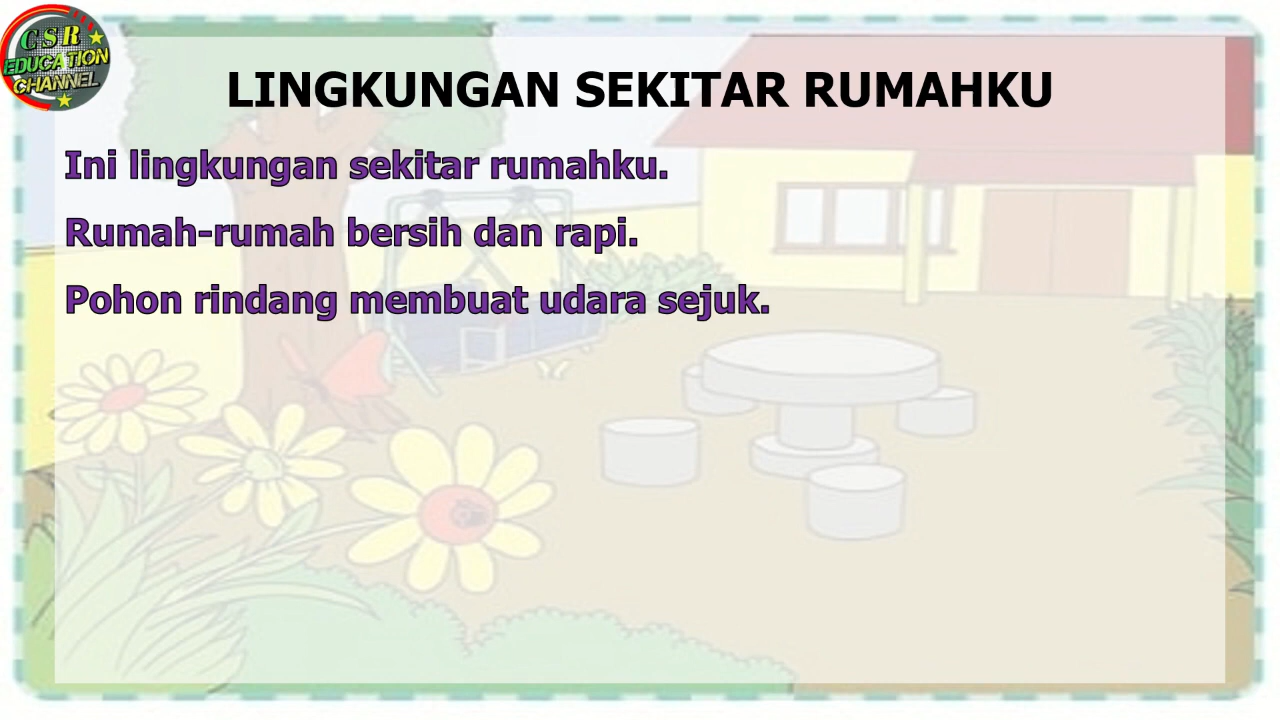 CSR
EDUCATION
CHANNEL
LINGKUNGAN SEKITAR RUMAHKU
Ini lingkungan sekitar rumahku.
Rumah-rumah bersih dan rapi.
Pohon rindang membuat udara sejuk.